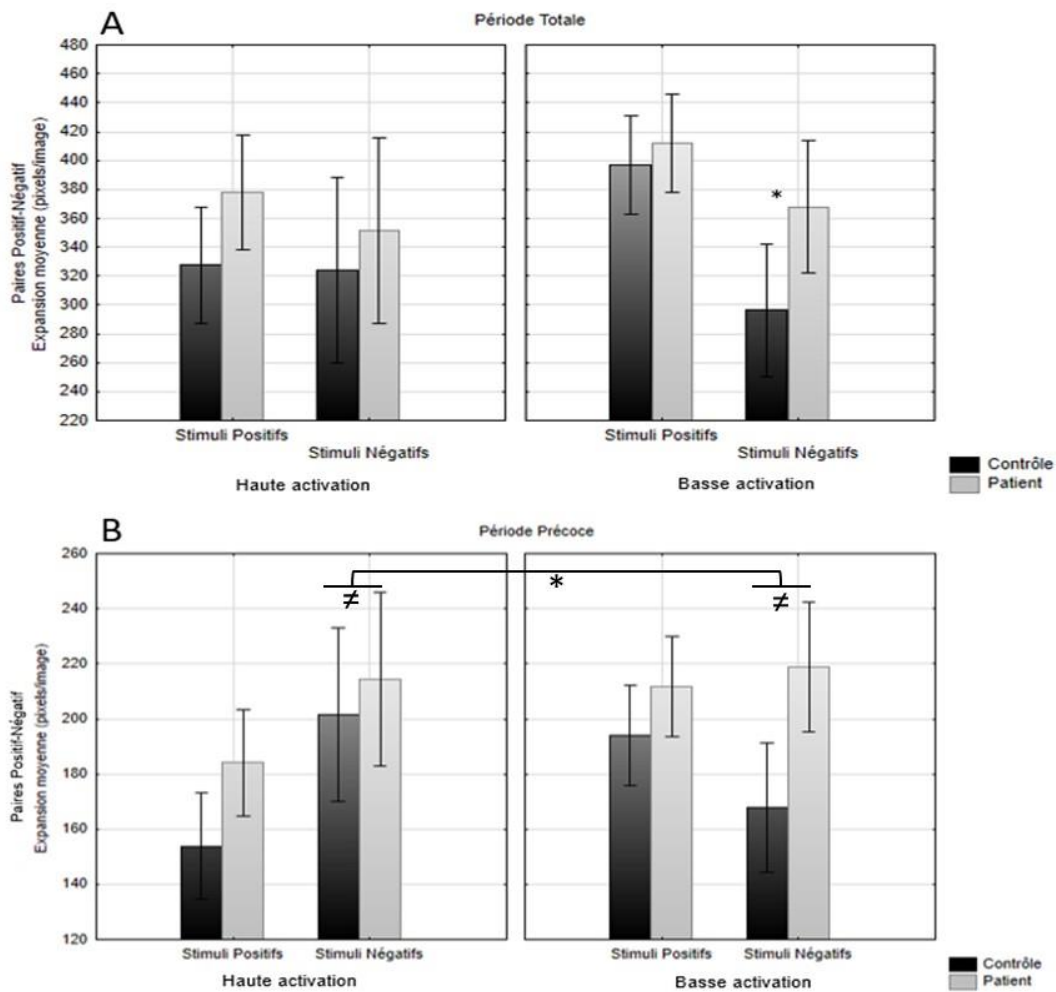 A
Période Totale
480
460
440
420
400
380
360
340
320
300
280
260
240
220
Paires Positif-Négatif
Expansion moyenne (pixels/image)
*
Stimuli Positifs
Stimuli Négatifs
Haute activation
Stimuli Positifs
Stimuli Négatifs
Basse activation
Contrôle
Patient
B
Période Précoce
260
240
220
200
180
160
140
120
Paires Positif-Négatif
Expansion moyenne (pixels/image)
≠
*
≠
Stimuli Positifs
Stimuli Négatifs
Haute activation
Stimuli Positifs
Stimuli Négatifs
Basse activation
Contrôle
Patient